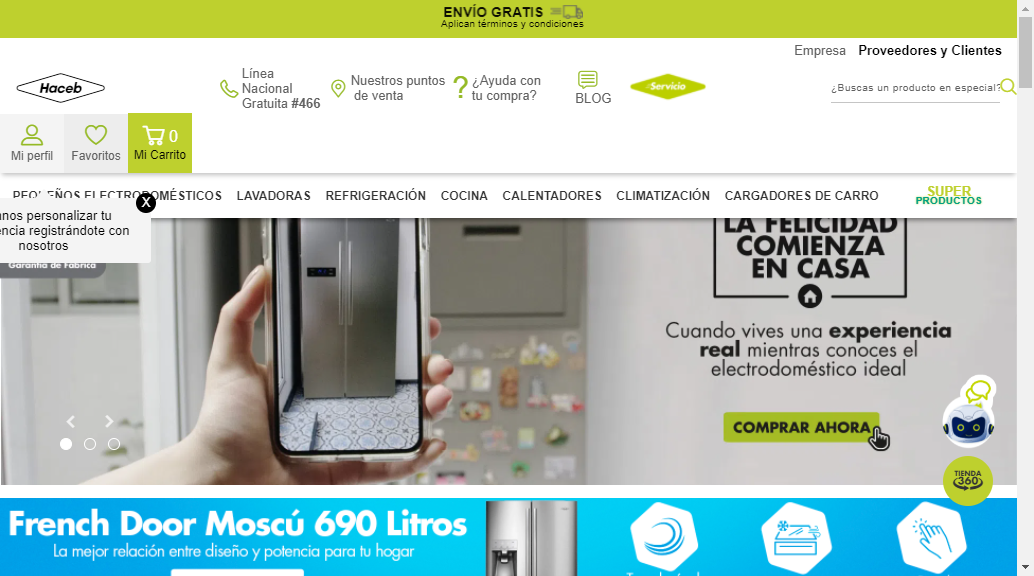 ENVÍO GRATIS
Aplican términos y condiciones
Empresa Proveedores y Clientes
Haceb
Línea
Nacional
Gratuita #466
Nuestros puntos
de venta
¿Ayuda con
tu compra?
BLOG
Servicio
¿Buscas un producto en especial?
Mi perfil
Favoritos
0
Mi Carrito
PEQUEÑOS ELECTRODOMÉSTICOS LAVADORAS REFRIGERACIÓN COCINA CALENTADORES CLIMATIZACIÓN CARGADORES DE CARRO
SUPER
PRODUCTOS
X
nos personalizar tu
encia registrándote con
nosotros
Garantía de Fábrica
LA FELICIDAD
COMIENZA
EN CASA
Cuando vives una experiencia
real mientras conoces el
electrodoméstico ideal
COMPRAR AHORA
TIENDA
360
French Door Moscú 690 Litros
La mejor relación entre diseño y potencia para tu hogar